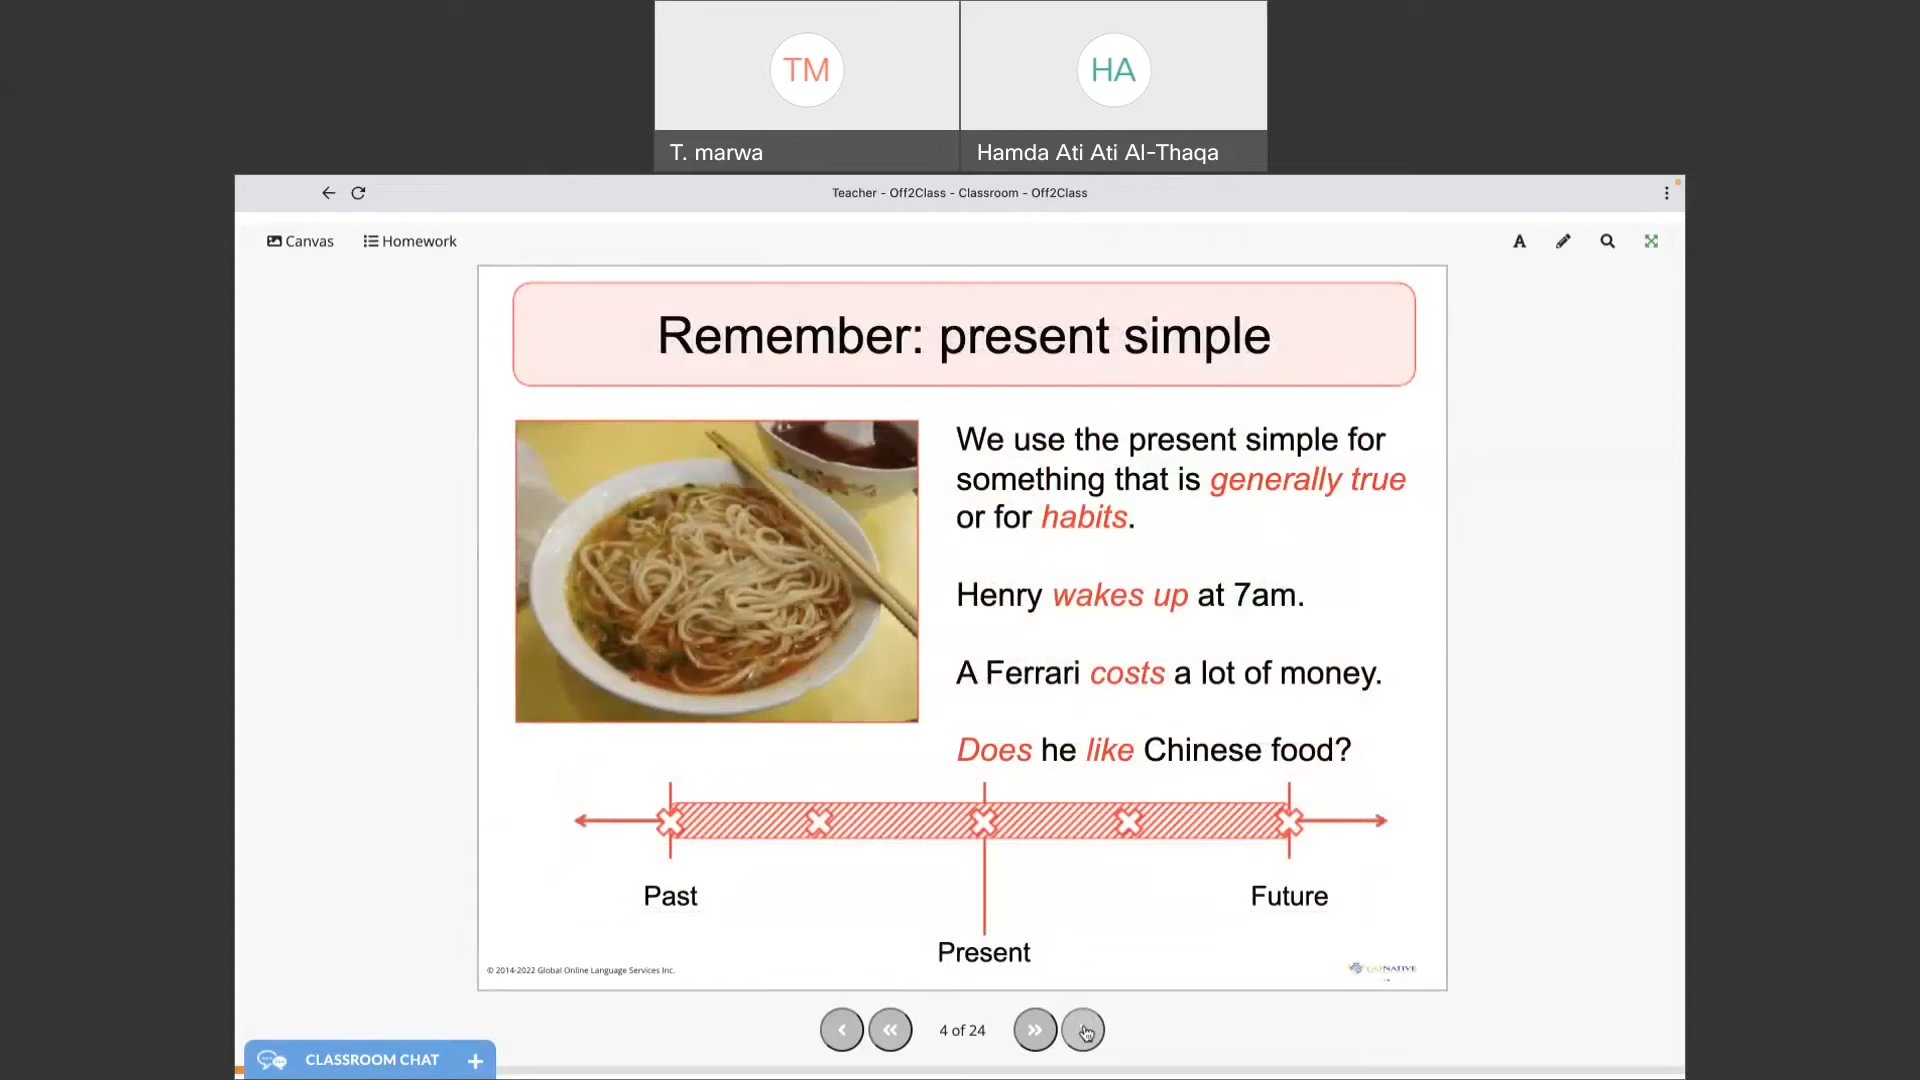 TM
HA
T. marwa
Hamda Ati Ati Al-Thaqa
Teacher - Off2Class - Classroom - Off2Class
Canvas
Homework
A
Remember: present simple
We use the present simple for
something that is generally true
or for habits.
Henry wakes up at 7am.
A Ferrari costs a lot of money.
Does he like Chinese food?
Past
Future
Present
© 2014-2022 Global Online Language Services Inc.
GONATIVE
4 of 24
CLASSROOM CHAT